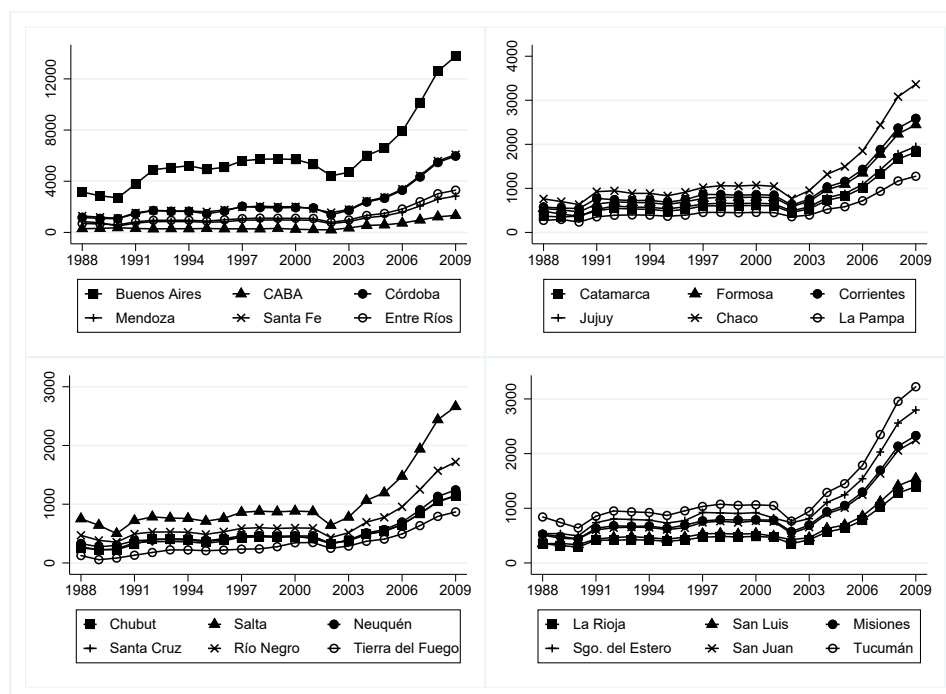 12000
8000
4000
0
1988 1991 1994 1997 2000 2003 2006 2009
Buenos Aires CABA Córdoba
Mendoza Santa Fe Entre Ríos
4000
3000
2000
1000
0
1988 1991 1994 1997 2000 2003 2006 2009
Catamarca Formosa Corrientes
Jujuy Chaco La Pampa
3000
2000
1000
0
1988 1991 1994 1997 2000 2003 2006 2009
Chubut Salta Neuquén
Santa Cruz Río Negro Tierra del Fuego
3000
2000
1000
0
1988 1991 1994 1997 2000 2003 2006 2009
La Rioja San Luis Misiones
Sgo. del Estero San Juan Tucumán